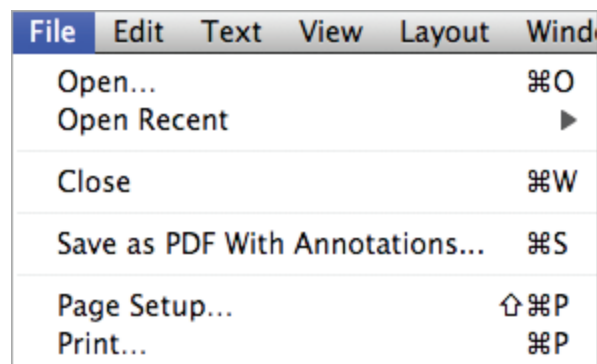 File Edit Text View Layout
Open... ⌘O
Open Recent ▶
Close ⌘W
Save as PDF With Annotations... ⌘S
Page Setup... ⇧⌘P
Print... ⌘P